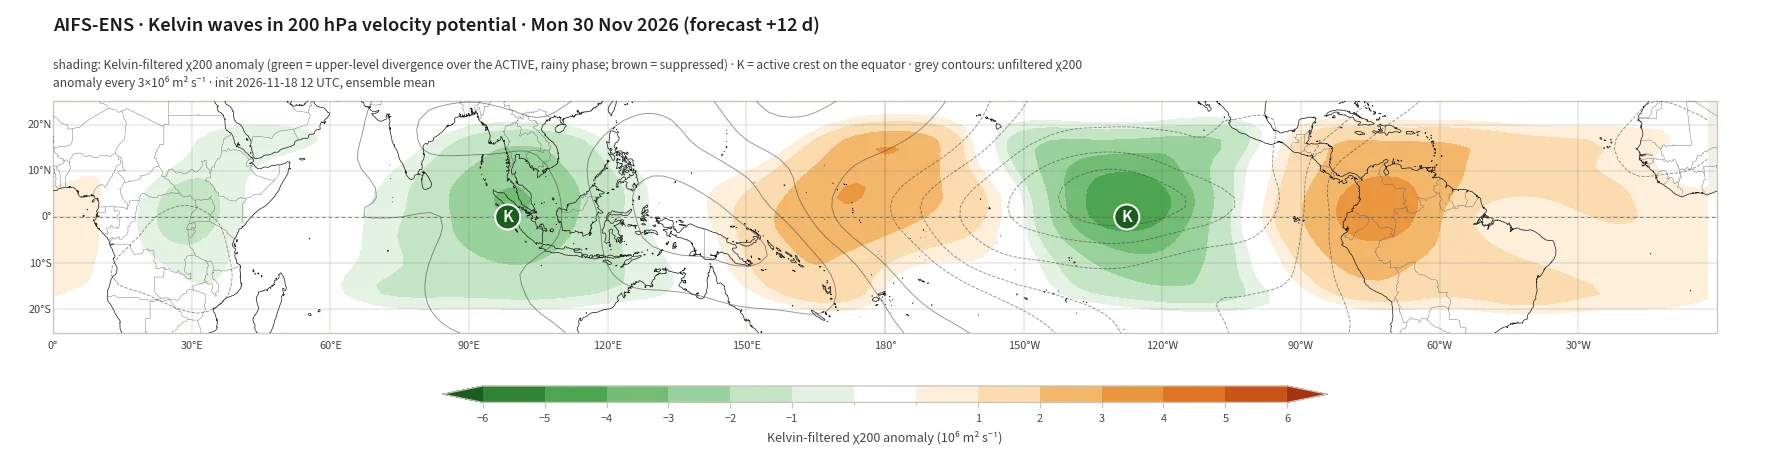 AIFS-ENS · Kelvin waves in 200 hPa velocity potential · Mon 30 Nov 2026 (forecast +12 d)
shading: Kelvin-filtered χ200 anomaly (green = upper-level divergence over the ACTIVE, rainy phase; brown = suppressed) · K = active crest on the equator · grey contours: unfiltered χ200
anomaly every 3×10⁶ m² s⁻¹ · init 2026-11-18 12 UTC, ensemble mean
20°N
10°N
0°
10°S
20°S
K K
0° 30°E 60°E 90°E 120°E 150°E 180° 150°W 120°W 90°W 60°W 30°W
−6 −5 −4 −3 −2 −1 1 2 3 4 5 6
Kelvin-filtered χ200 anomaly (10⁶ m² s⁻¹)